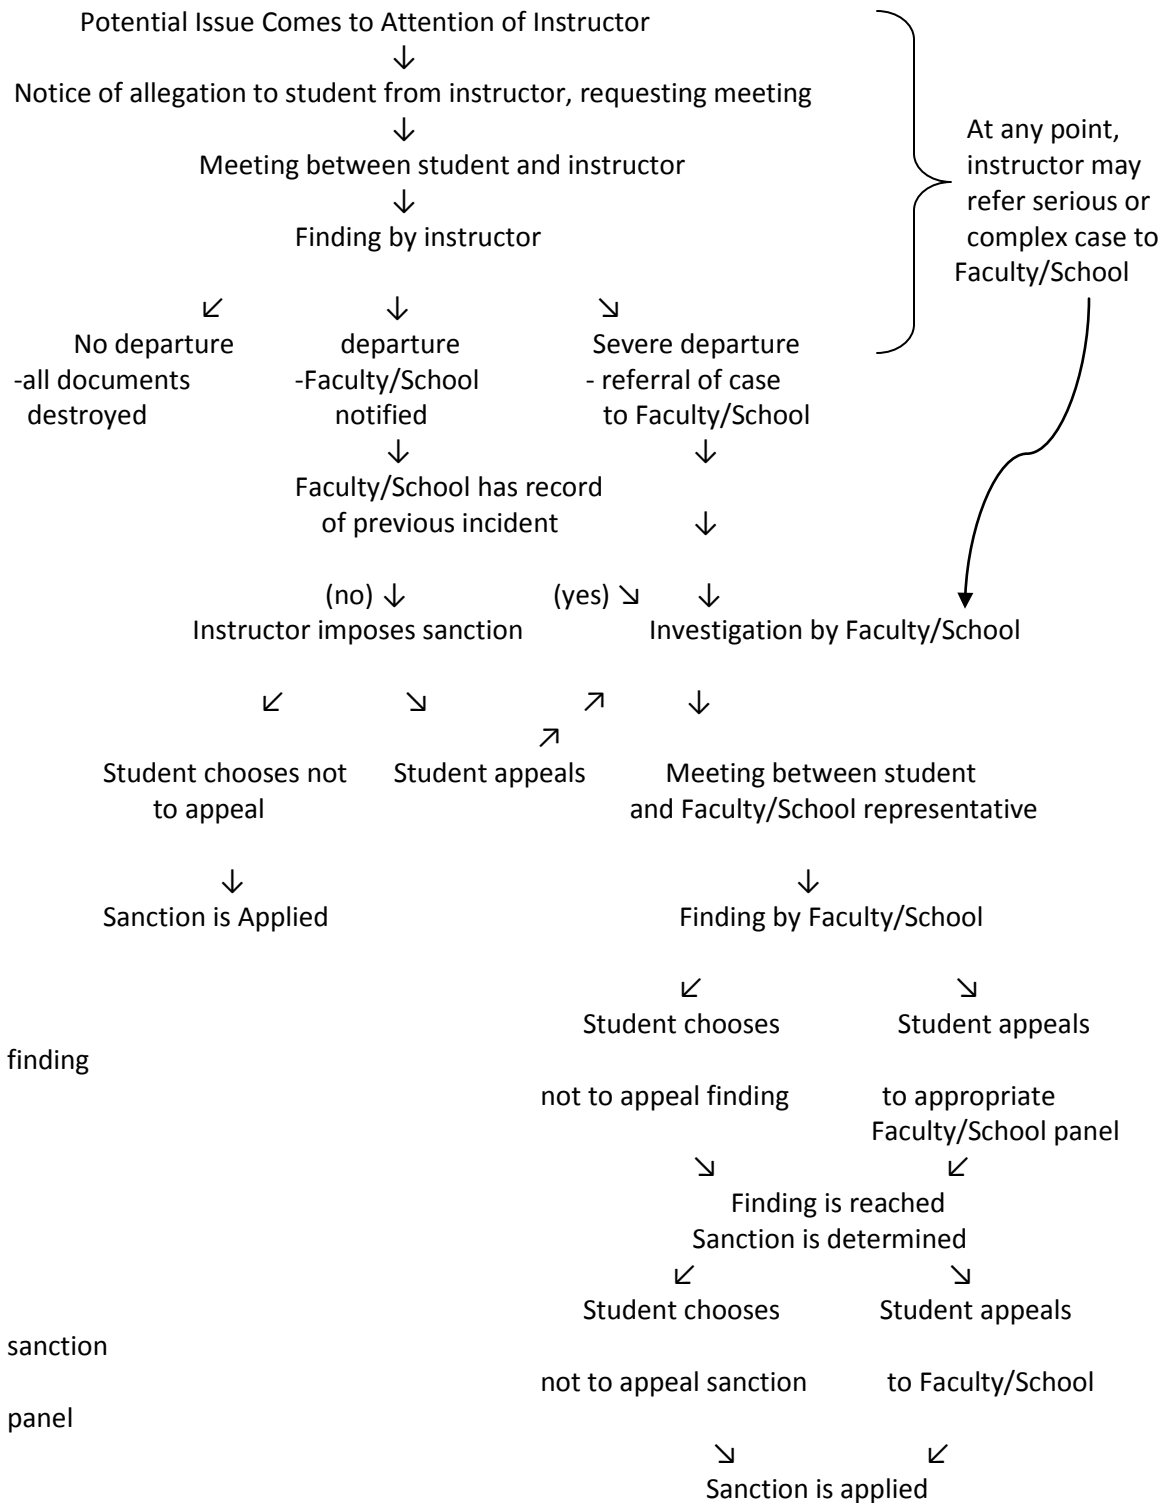 Potential Issue Comes to Attention of Instructor
↓
Notice of allegation to student from instructor, requesting meeting
↓
Meeting between student and instructor
↓
Finding by instructor
At any point,
instructor may
refer serious or
complex case to
Faculty/School
↙ ↓ ↘
No departure departure Severe departure
-all documents -Faculty/School - referral of case
destroyed notified to Faculty/School
↓ ↓
Faculty/School has record
of previous incident ↓
(no) ↓ (yes) ↘ ↓
Instructor imposes sanction Investigation by Faculty/School
↙ ↘ ↗ ↓
↗
Student chooses not Student appeals Meeting between student
to appeal and Faculty/School representative
↓ ↓
Sanction is Applied Finding by Faculty/School
↙ ↘
Student chooses Student appeals
finding
not to appeal finding to appropriate
Faculty/School panel
↘ ↙
Finding is reached
Sanction is determined
↙ ↘
Student chooses Student appeals
sanction
not to appeal sanction to Faculty/School
panel
↘ ↙
Sanction is applied